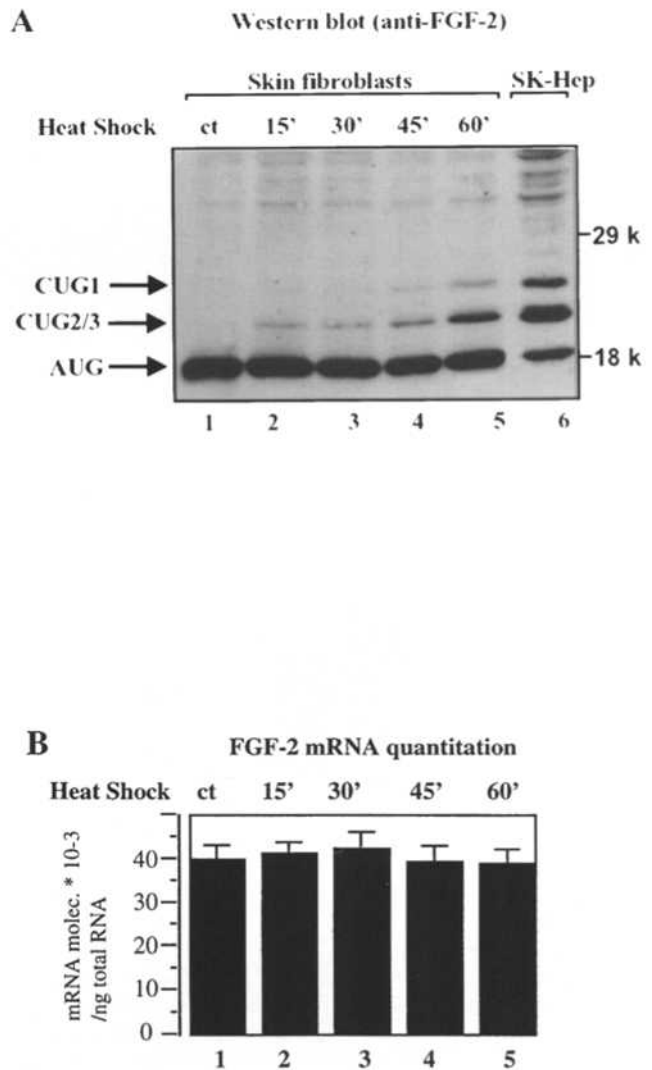 A
Western blot (anti-FGF-2)
Skin fibroblasts SK-Hep
Heat Shock ct 15’ 30’ 45’ 60’
29 k
CUG1
CUG2/3
AUG
18 k
1 2 3 4 5 6
B
FGF-2 mRNA quantitation
Heat Shock ct 15’ 30’ 45’ 60’
mRNA molec. * 10-3
/ng total RNA
40
30
20
10
0
1 2 3 4 5